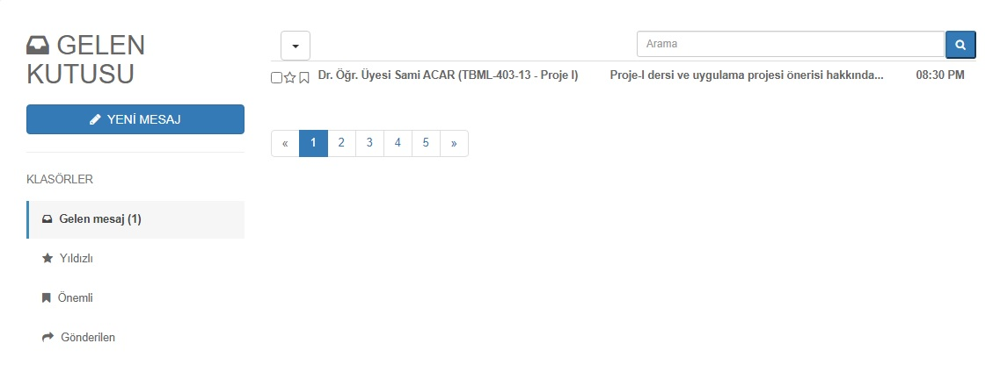 GELEN
KUTUSU
YENİ MESAJ
KLASÖRLER
Gelen mesaj (1)
Yıldızlı
Önemli
Gönderilen
Arama
Dr. Öğr. Üyesi Sami ACAR (TBML-403-13 - Proje I) Proje-I dersi ve uygulama projesi önerisi hakkında... 08:30 PM
« 1 2 3 4 5 »